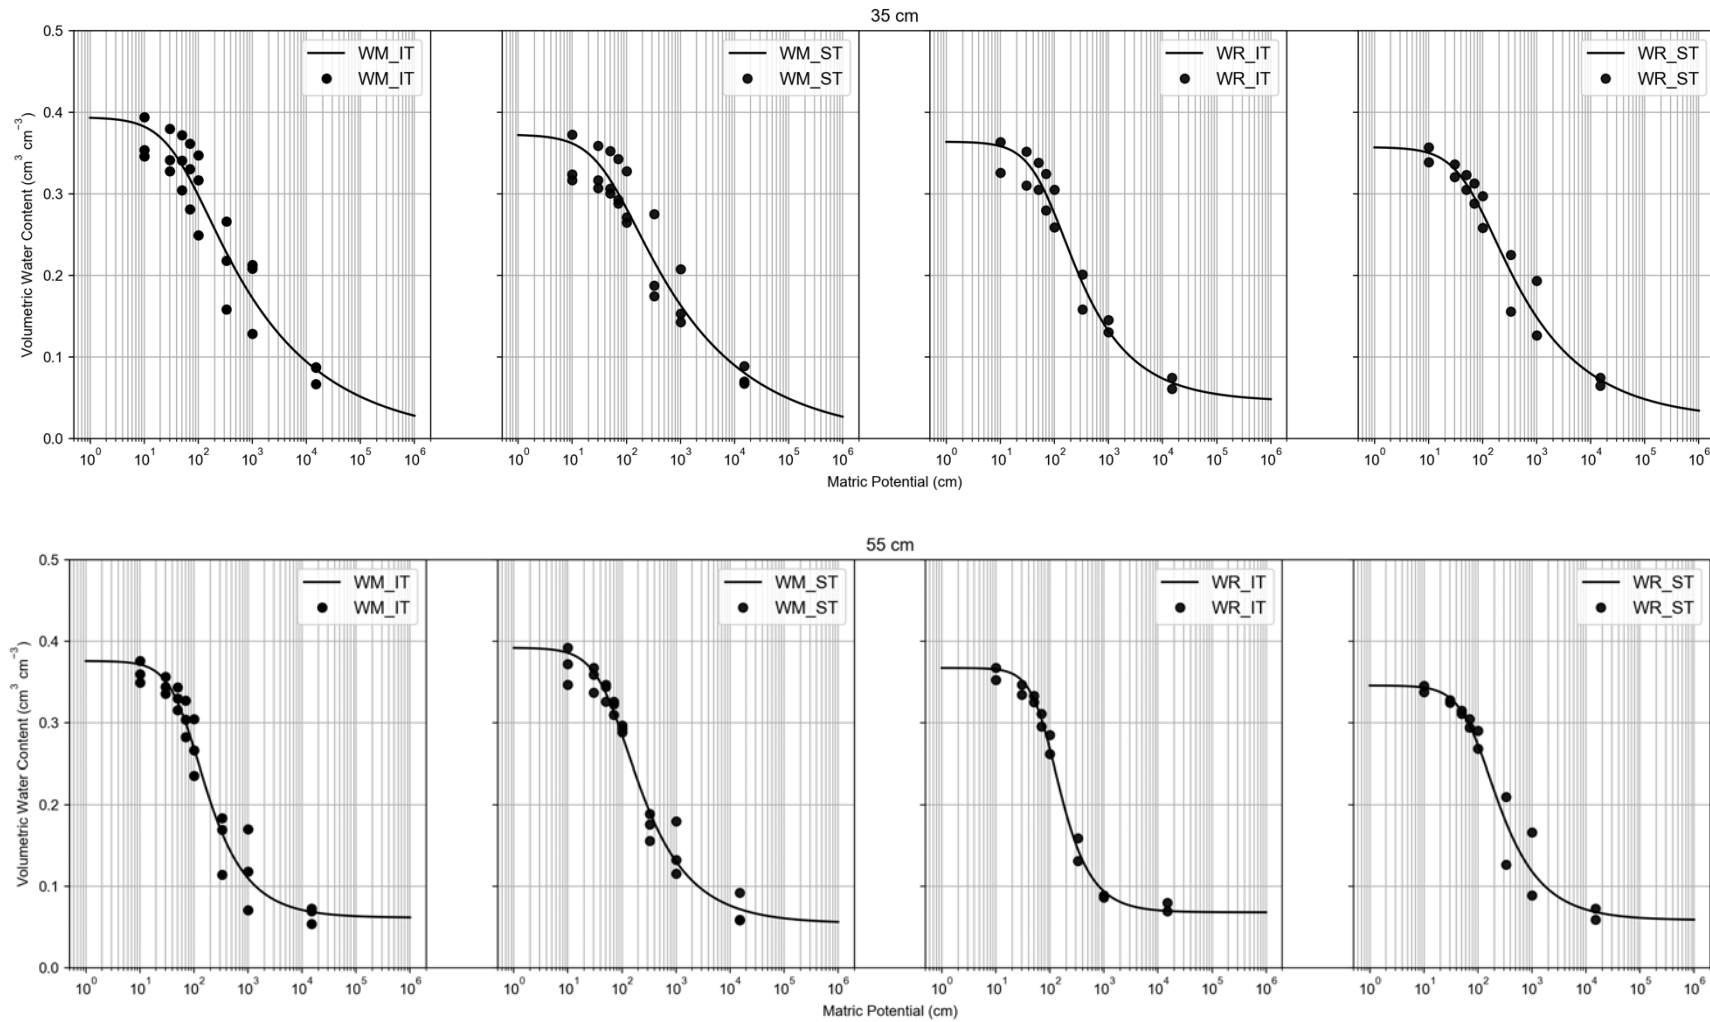 35 cm
0.5
0.4
0.3
0.2
0.1
0.0
Volumetric Water Content (cm³ cm⁻³)
WM_IT
WM_IT
WM_ST
WM_ST
WR_IT
WR_IT
WR_ST
WR_ST
10⁰ 10¹ 10² 10³ 10⁴ 10⁵ 10⁶ 10⁰ 10¹ 10² 10³ 10⁴ 10⁵ 10⁶ 10⁰ 10¹ 10² 10³ 10⁴ 10⁵ 10⁶ 10⁰ 10¹ 10² 10³ 10⁴ 10⁵ 10⁶
Matric Potential (cm)
55 cm
0.5
0.4
0.3
0.2
0.1
0.0
Volumetric Water Content (cm³ cm⁻³)
WM_IT
WM_IT
WM_ST
WM_ST
WR_IT
WR_IT
WR_ST
WR_ST
10⁰ 10¹ 10² 10³ 10⁴ 10⁵ 10⁶ 10⁰ 10¹ 10² 10³ 10⁴ 10⁵ 10⁶ 10⁰ 10¹ 10² 10³ 10⁴ 10⁵ 10⁶ 10⁰ 10¹ 10² 10³ 10⁴ 10⁵ 10⁶
Matric Potential (cm)